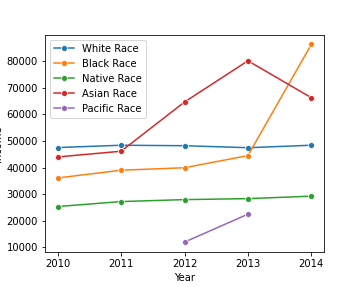 White Race
Black Race
Native Race
Asian Race
Pacific Race
80000
70000
60000
50000
40000
30000
20000
10000
2010 2011 2012 2013 2014
Year